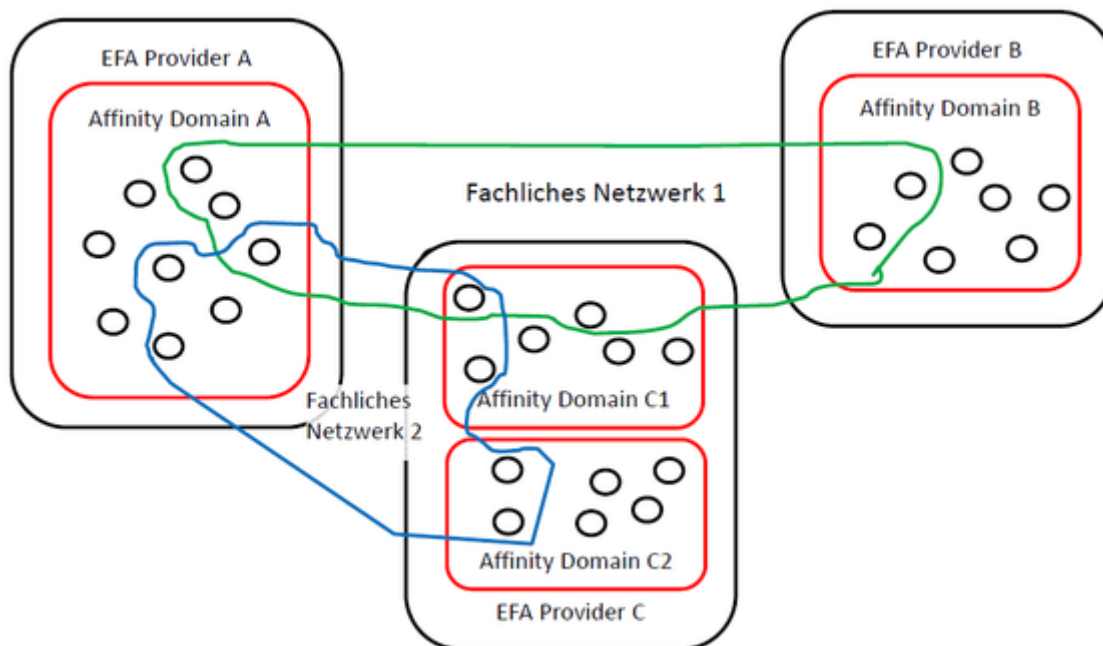 EFA Provider A
Affinity Domain A
EFA Provider B
Affinity Domain B
Fachliches Netzwerk 1
Fachliches
Netzwerk 2
Affinity Domain C1
Affinity Domain C2
EFA Provider C